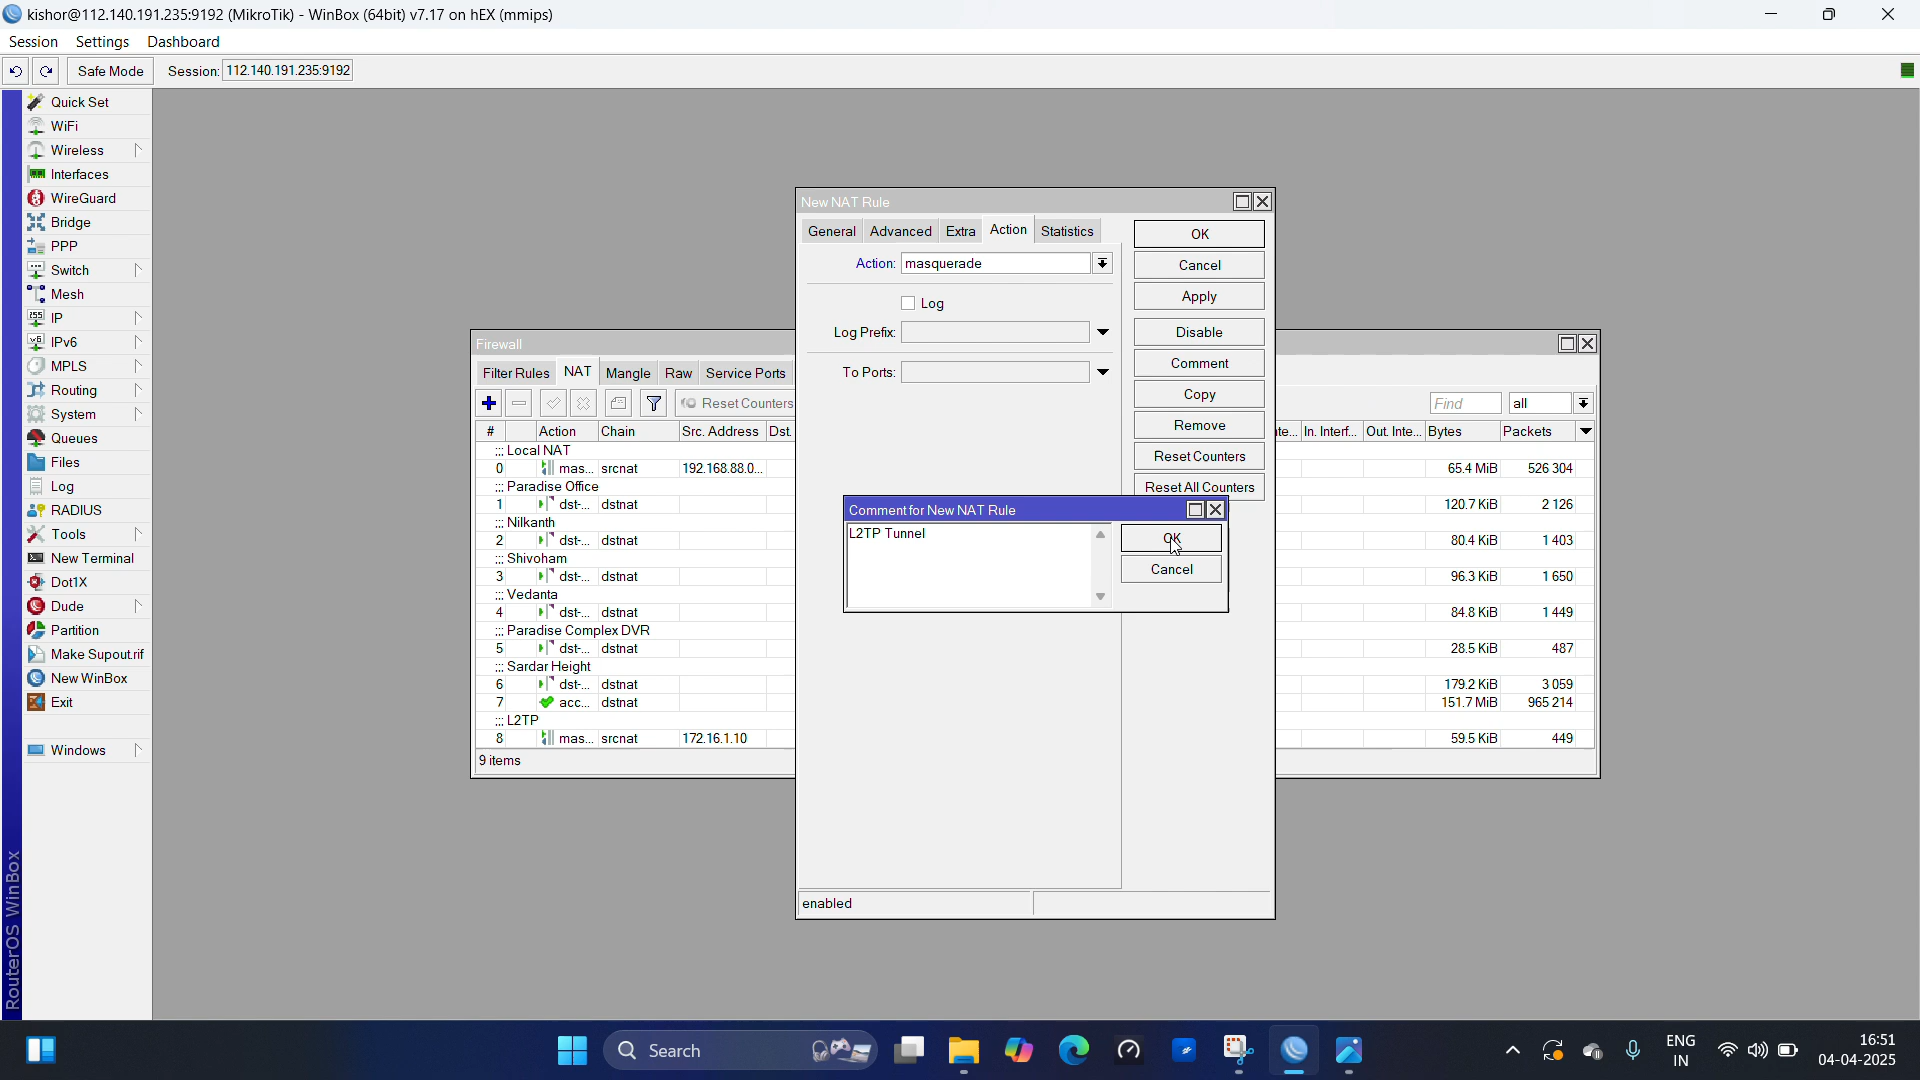 kishor@112.140.191.235:9192 (MikroTik) - WinBox (64bit) v7.17 on hEX (mmips)
Session Settings Dashboard
Safe Mode Session: 112.140.191.235:9192
Quick Set
WiFi
Wireless
Interfaces
WireGuard
Bridge
PPP
Switch
Mesh
IP
IPv6
MPLS
Routing
System
Queues
Files
Log
RADIUS
Tools
New Terminal
Dot1X
Dude
Partition
Make Supout.rif
New WinBox
Exit
Windows
RouterOS WinBox
Firewall
Filter Rules NAT Mangle Raw Service Ports
Reset Counters
Find all
# Action Chain Src. Address Dst. In. Interf... Out. Inte... Bytes Packets
::: Local NAT
0 mas... srcnat 192.168.88.0... 65.4 MiB 526 304
::: Paradise Office
1 dst-... dstnat 120.7 KiB 2 126
::: Nilkanth
2 dst-... dstnat 80.4 KiB 1 403
::: Shivoham
3 dst-... dstnat 96.3 KiB 1 650
::: Vedanta
4 dst-... dstnat 84.8 KiB 1 449
::: Paradise Complex DVR
5 dst-... dstnat 28.5 KiB 487
::: Sardar Height
6 dst-... dstnat 179.2 KiB 3 059
7 acc... dstnat 151.7 MiB 965 214
::: L2TP
8 mas... srcnat 172.16.1.10 59.5 KiB 449
9 items
New NAT Rule
General Advanced Extra Action Statistics
Action: masquerade
Log
Log Prefix:
To Ports:
OK
Cancel
Apply
Disable
Comment
Copy
Remove
Reset Counters
Reset All Counters
enabled
Comment for New NAT Rule
L2TP Tunnel
OK
Cancel
Search
ENG
IN
16:51
04-04-2025